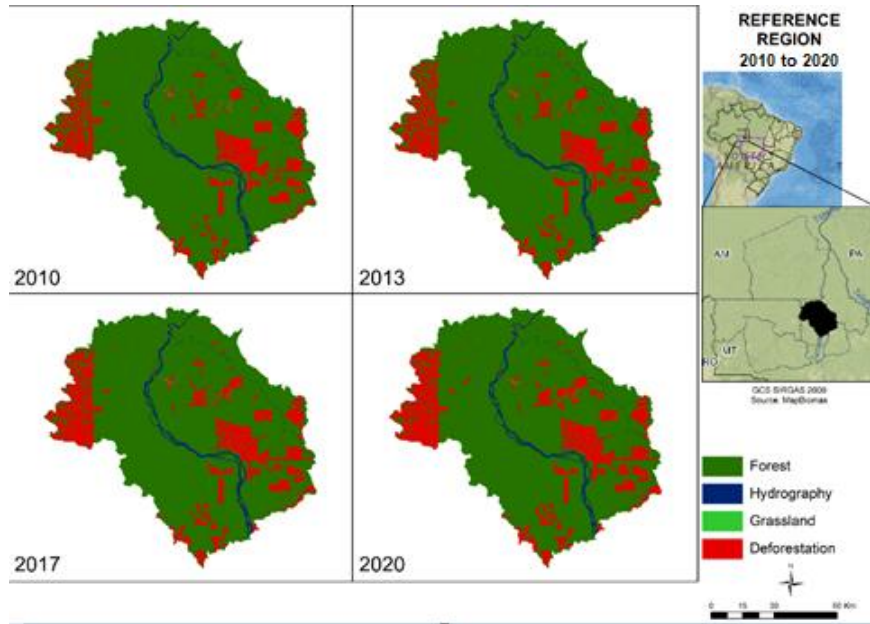 REFERENCE
REGION
2010 to 2020
2010
2013
2017
2020
AM
PA
RO
MT
GCS SIRGAS 2000
Source: MapBiomas
Forest
Hydrography
Grassland
Deforestation
N
0 15 30 60 Km